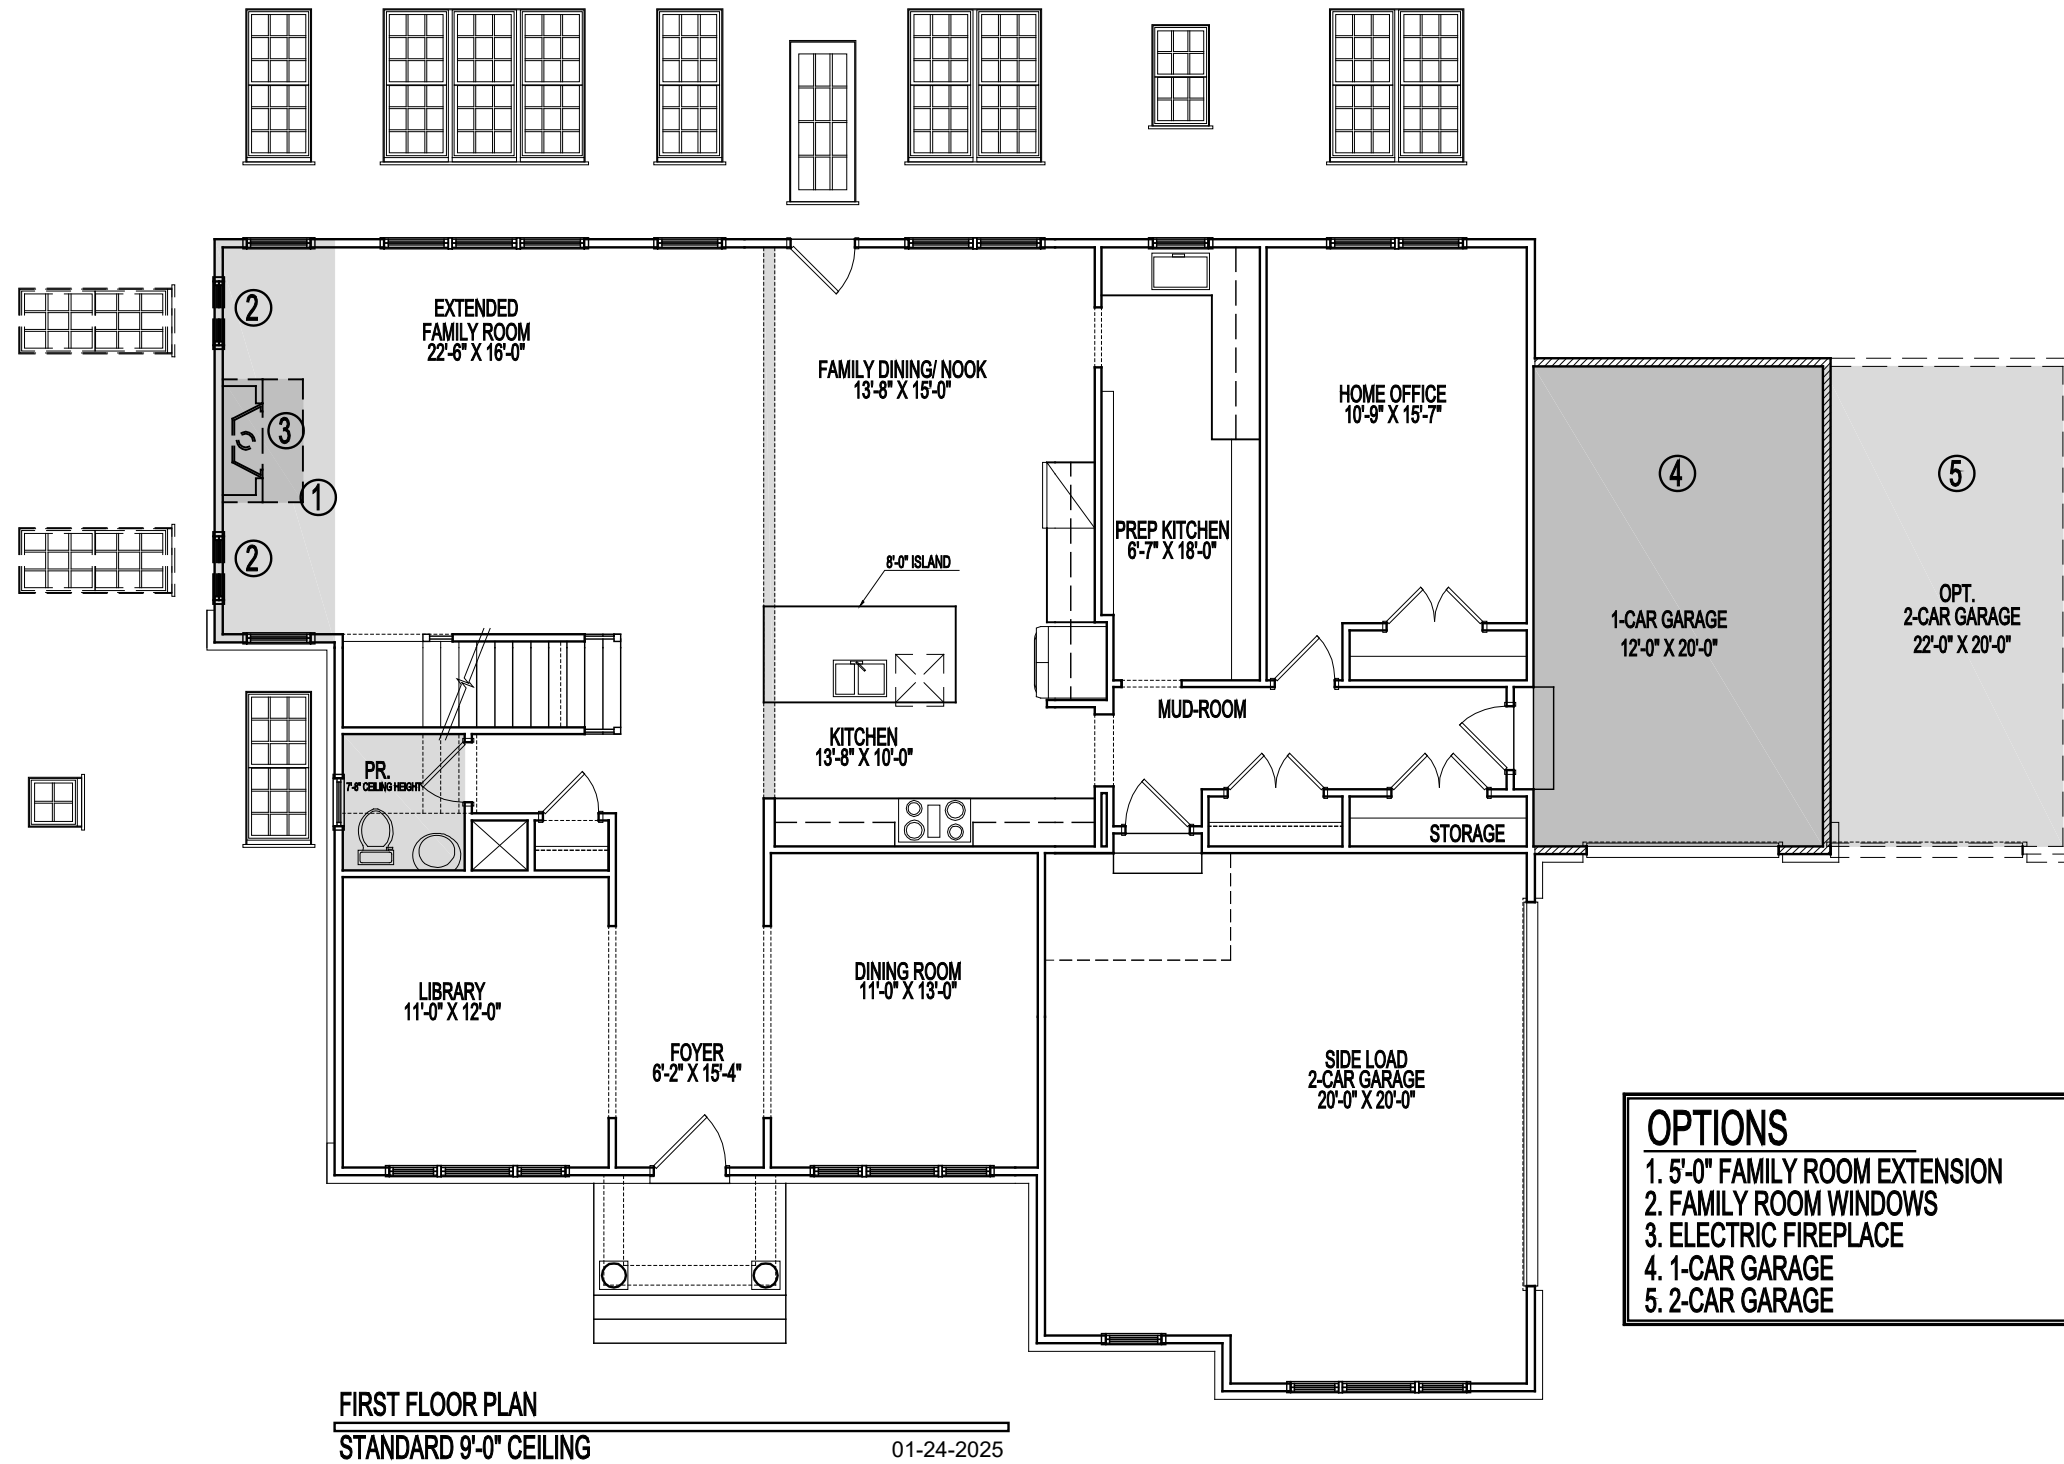 EXTENDED
FAMILY ROOM
22'-6" X 16'-0"
2
3
1
2
FAMILY DINING/ NOOK
13'-8" X 15'-0"
HOME OFFICE
10'-9" X 15'-7"
4
5
PREP KITCHEN
6'-7" X 18'-0"
8'-0" ISLAND
1-CAR GARAGE
12'-0" X 20'-0"
OPT.
2-CAR GARAGE
22'-0" X 20'-0"
MUD-ROOM
KITCHEN
13'-8" X 10'-0"
PR.
7'-8" CEILING HEIGHT
STORAGE
LIBRARY
11'-0" X 12'-0"
DINING ROOM
11'-0" X 13'-0"
FOYER
6'-2" X 15'-4"
SIDE LOAD
2-CAR GARAGE
20'-0" X 20'-0"
OPTIONS
1. 5'-0" FAMILY ROOM EXTENSION
2. FAMILY ROOM WINDOWS
3. ELECTRIC FIREPLACE
4. 1-CAR GARAGE
5. 2-CAR GARAGE
FIRST FLOOR PLAN
STANDARD 9'-0" CEILING
01-24-2025